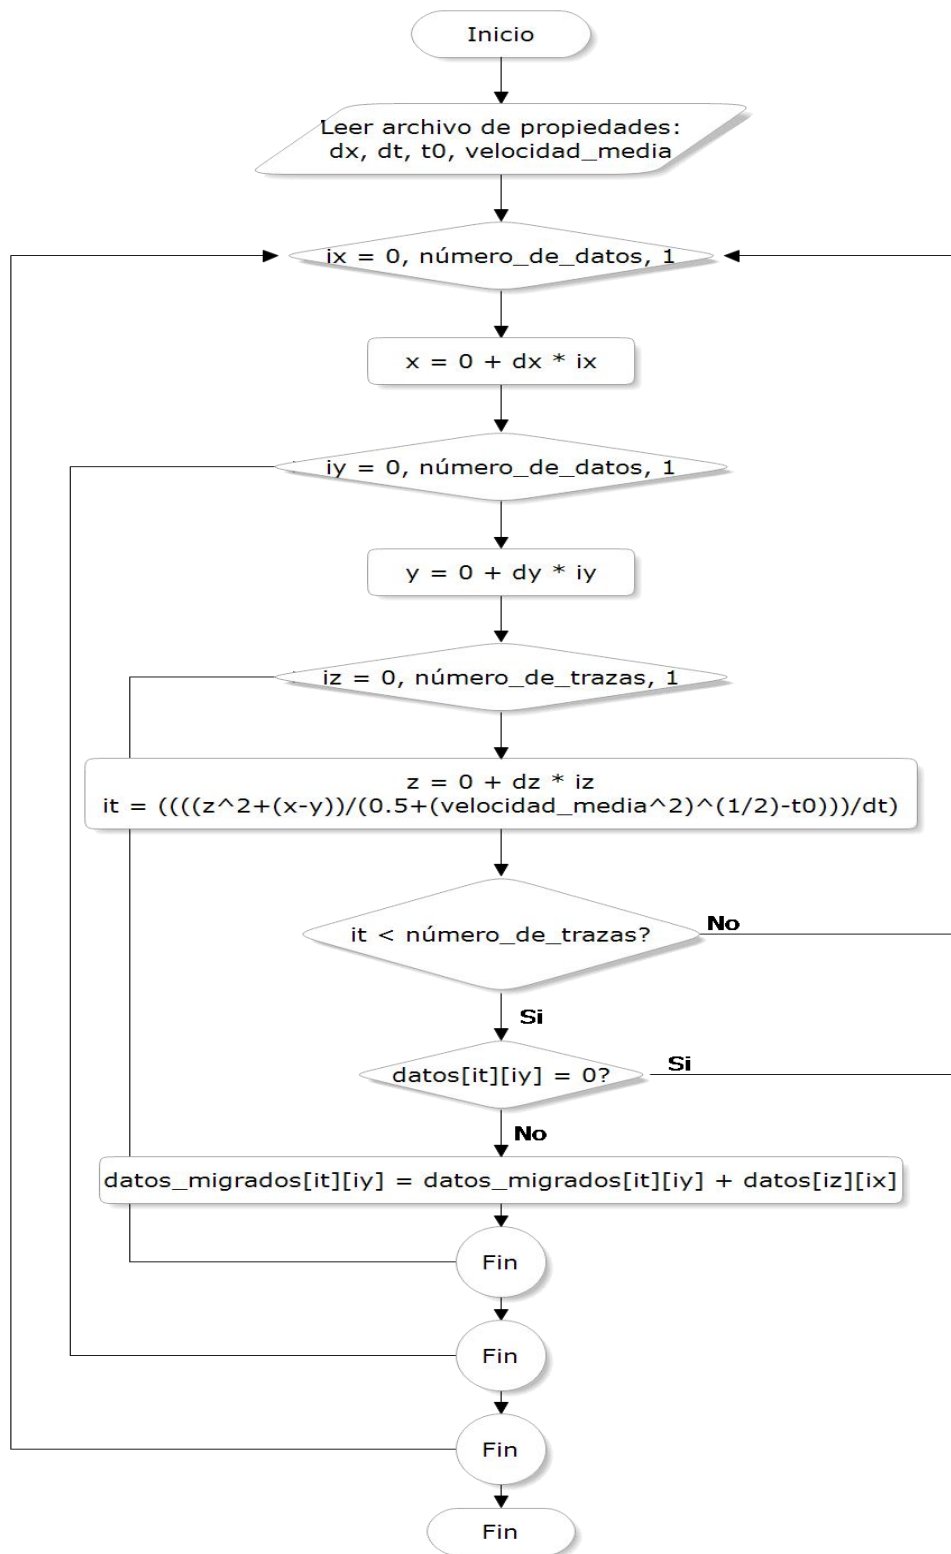 Inicio
Leer archivo de propiedades:
dx, dt, t0, velocidad_media
ix = 0, número_de_datos, 1
x = 0 + dx * ix
iy = 0, número_de_datos, 1
y = 0 + dy * iy
iz = 0, número_de_trazas, 1
z = 0 + dz * iz
it = ((((z^2+(x-y))/(0.5+(velocidad_media^2)^(1/2)-t0)))/dt)
it < número_de_trazas?
No
Si
datos[it][iy] = 0?
Si
No
datos_migrados[it][iy] = datos_migrados[it][iy] + datos[iz][ix]
Fin
Fin
Fin
Fin